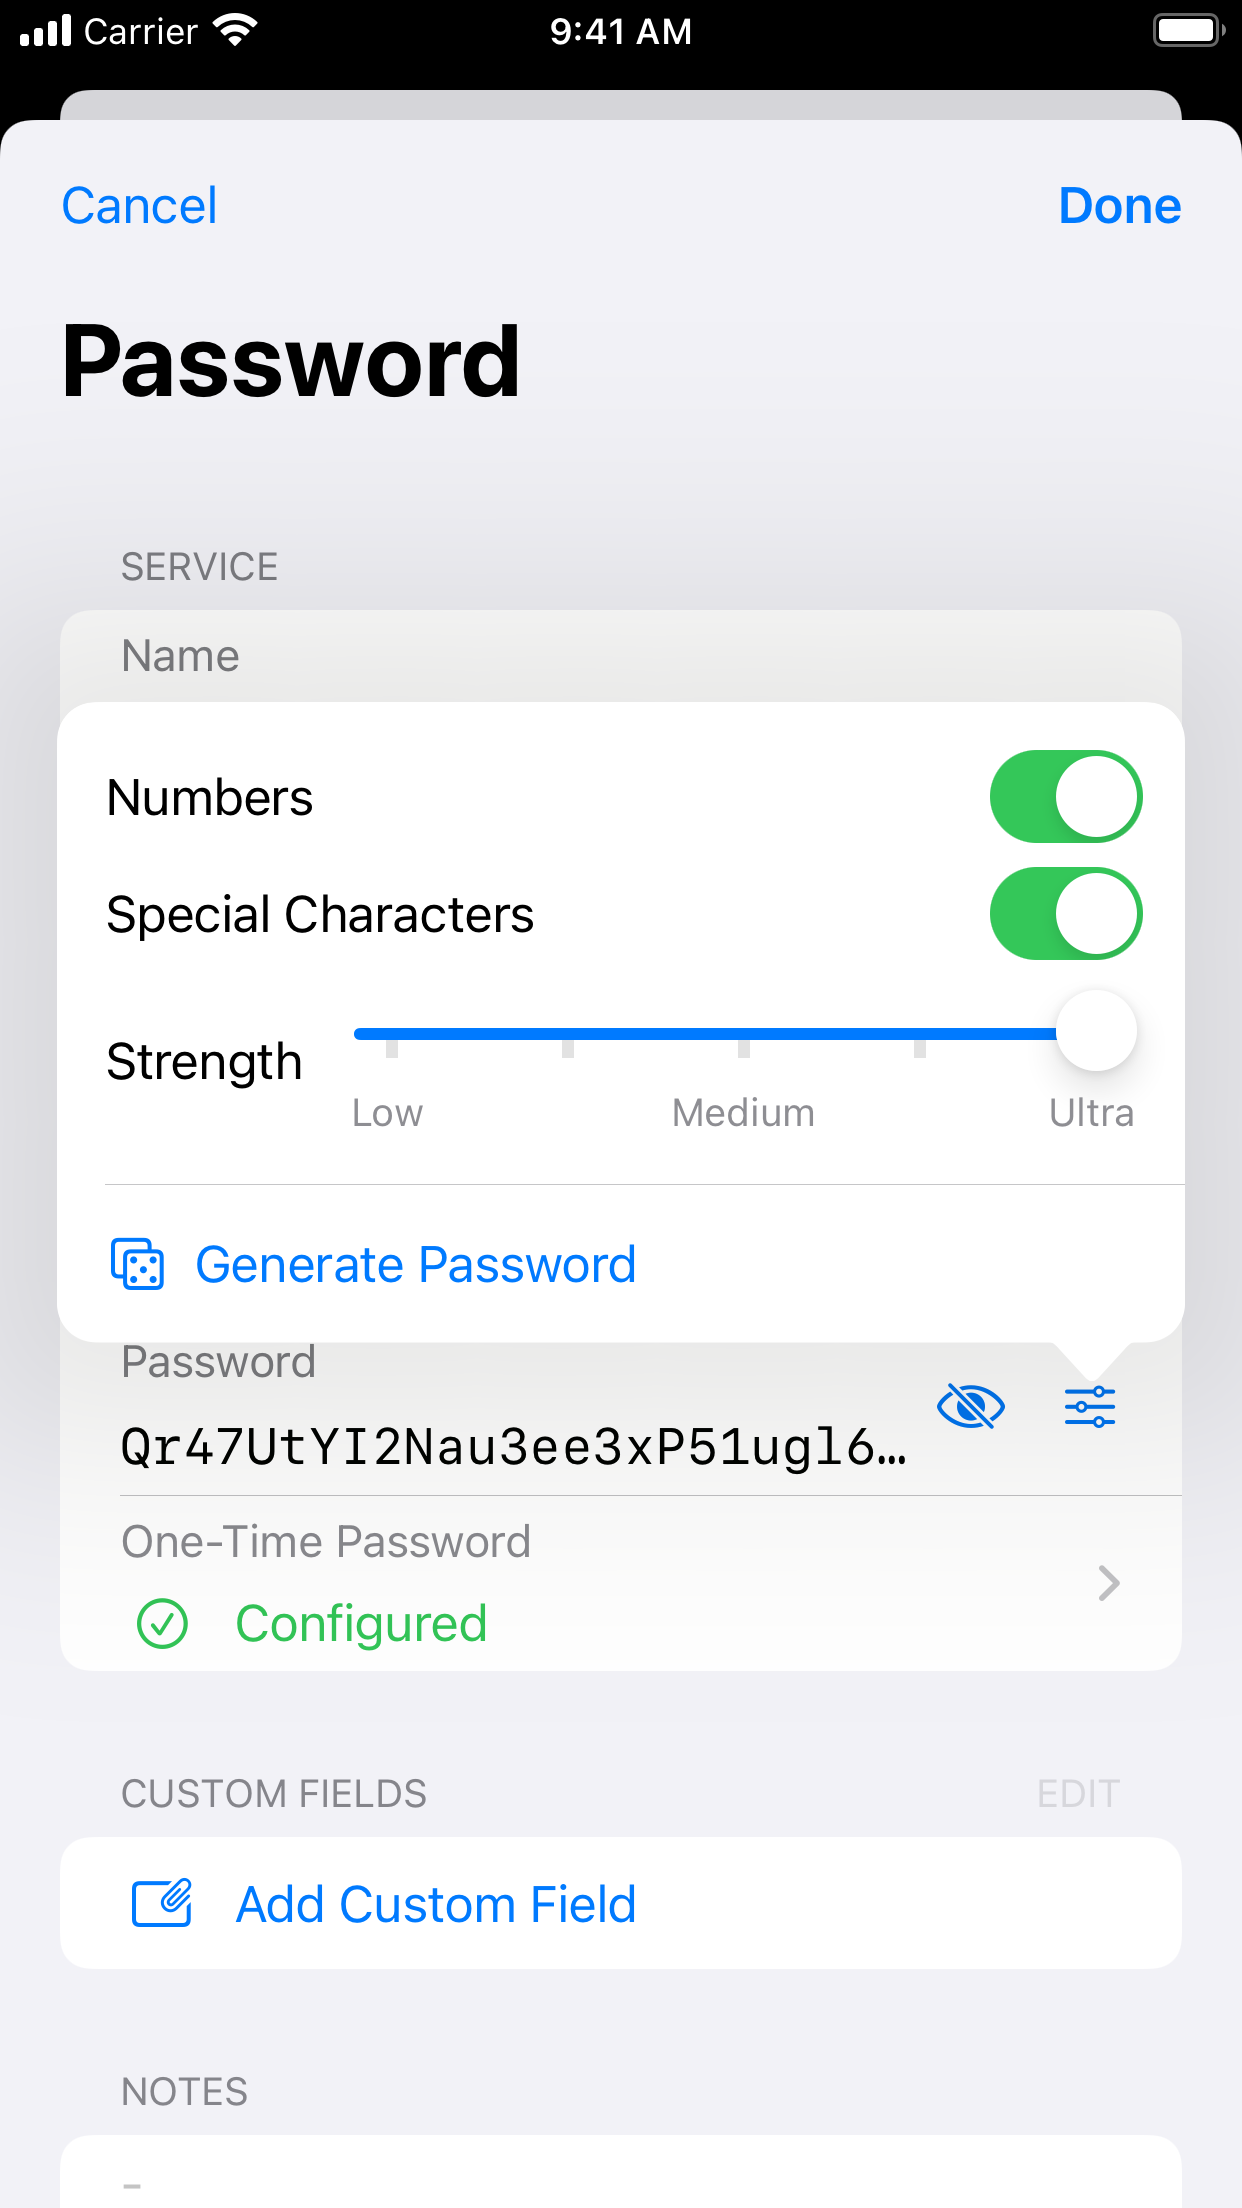 Carrier
9:41 AM
Cancel
Done
Password
SERVICE
Name
Numbers
Special Characters
Strength
Low
Medium
Ultra
Generate Password
Password
Qr47UtYI2Nau3ee3xP51ugl6…
One-Time Password
Configured
CUSTOM FIELDS
EDIT
Add Custom Field
NOTES
-